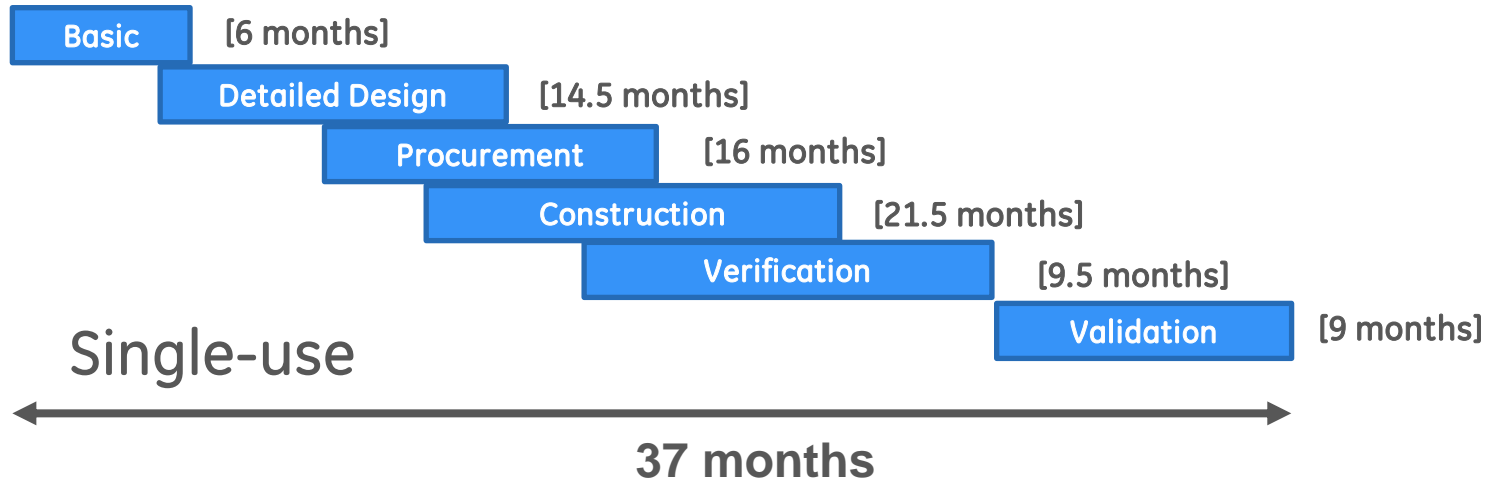 Basic [6 months]
Detailed Design [14.5 months]
Procurement [16 months]
Construction [21.5 months]
Verification [9.5 months]
Validation [9 months]
Single-use
37 months